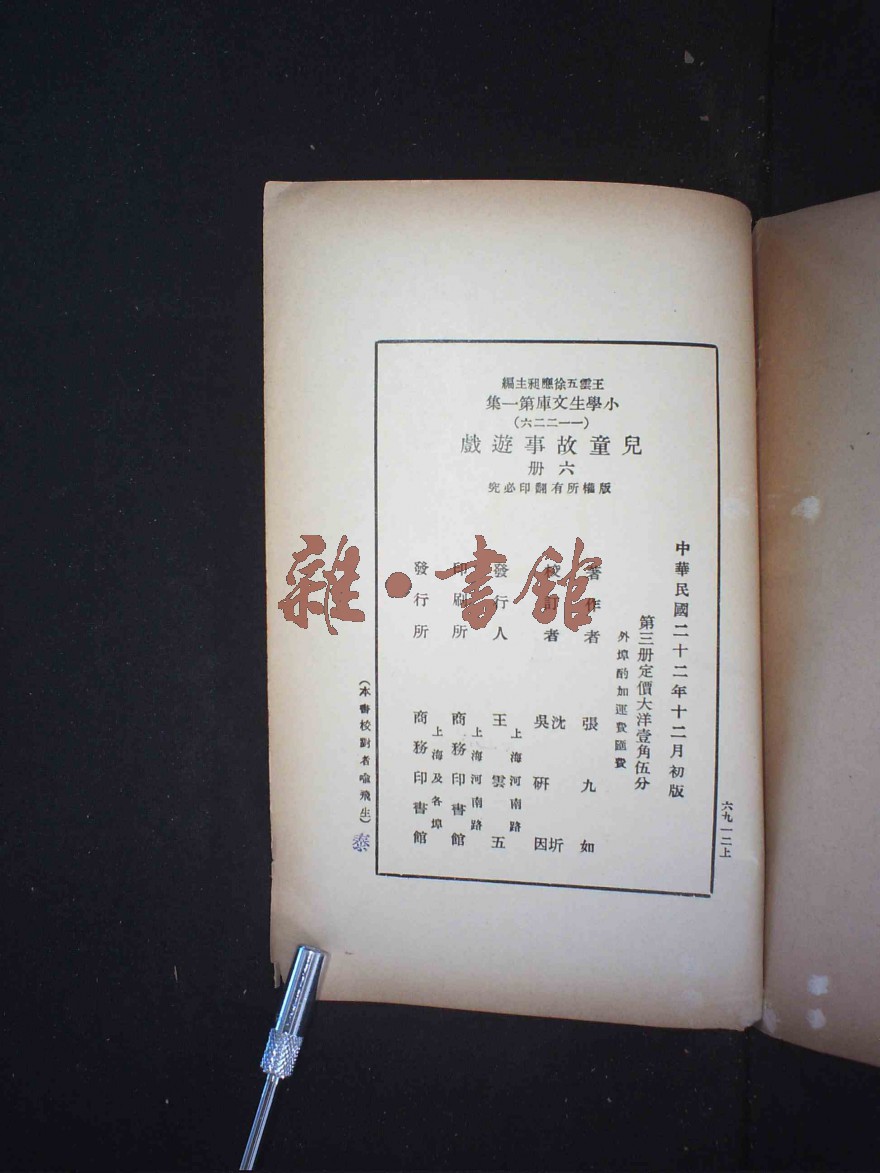 王雲五徐應昶主編
小學生文庫第一集
(一一二二六)
兒童故事遊戲
六册
版權所有翻印必究
中華民國二十二年十二月初版
第三册定價大洋壹角伍分
外埠酌加運費匯費
著作者 張九如
校訂者 沈圻
吳研因
上海河南路
發行人 王雲五
上海河南路
印刷所 商務印書館
上海及各埠
發行所 商務印書館
(本書校對者喻飛生)
泰
六九一二上
雜·書館